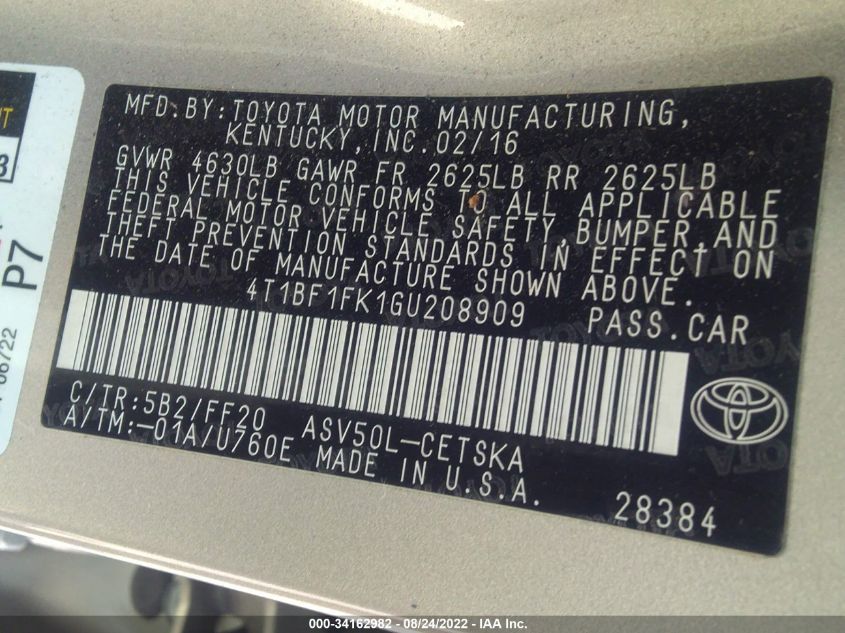 MFD.BY:TOYOTA MOTOR MANUFACTURING,
KENTUCKY,INC.02/16
GVWR 4630LB GAWR FR 2625LB RR 2625LB
THIS VEHICLE CONFORMS TO ALL APPLICABLE
FEDERAL MOTOR VEHICLE SAFETY,BUMPER,AND
THEFT PREVENTION STANDARDS IN EFFECT ON
THE DATE OF MANUFACTURE SHOWN ABOVE.
4T1BF1FK1GU208909 PASS.CAR
C/TR:5B2/FF20 ASV50L-CETSKA
A/TM:-01A/U760E MADE IN U.S.A.
28384
P7
000-34162982 - 08/24/2022 - IAA Inc.